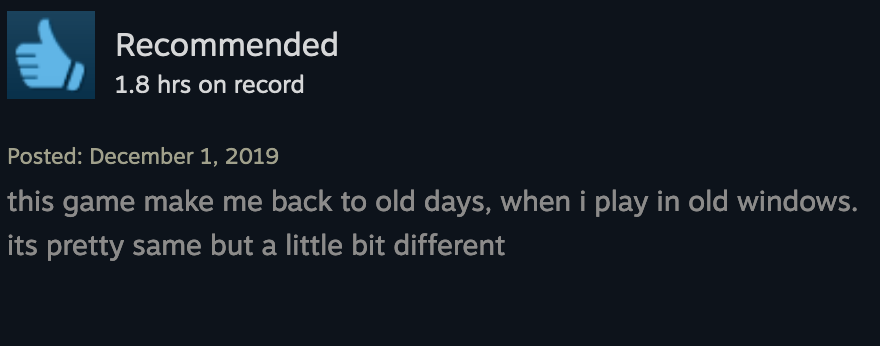 Recommended
1.8 hrs on record
Posted: December 1, 2019
this game make me back to old days, when i play in old windows.
its pretty same but a little bit different